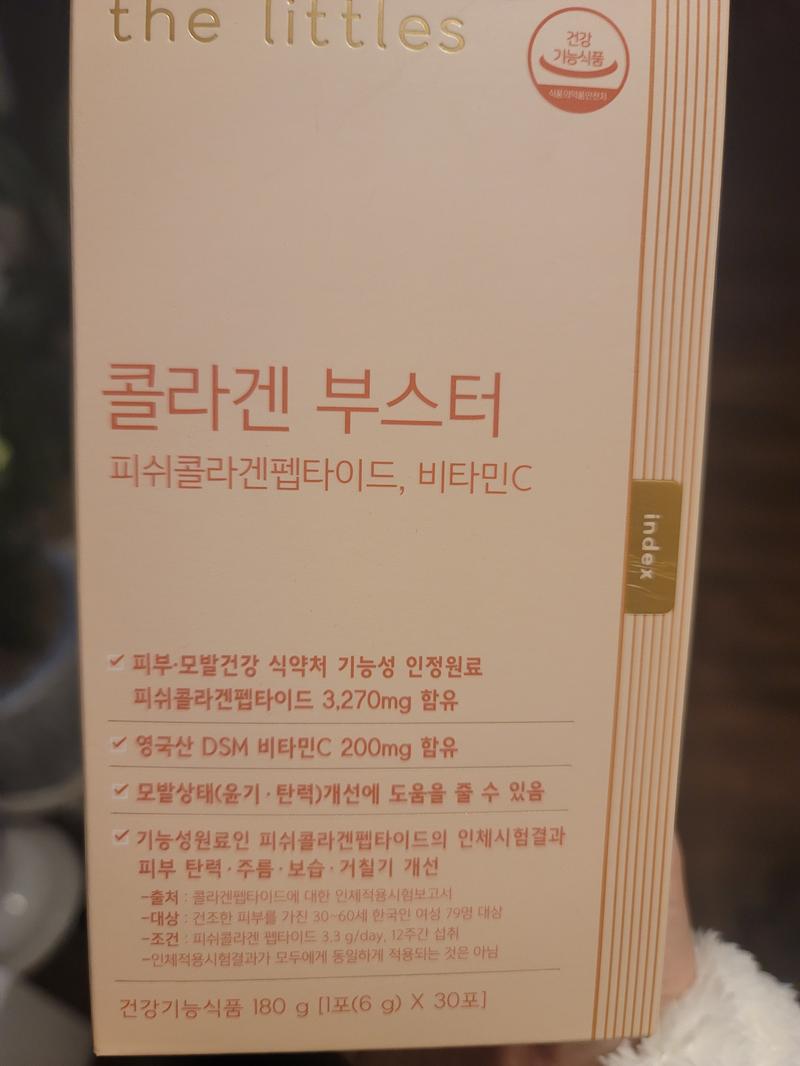 the littles
건강
기능식품
식품의약품안전처
콜라겐 부스터
피쉬콜라겐펩타이드, 비타민C
index
✓ 피부·모발건강 식약처 기능성 인정원료
피쉬콜라겐펩타이드 3,270mg 함유
✓ 영국산 DSM 비타민C 200mg 함유
✓ 모발상태(윤기·탄력)개선에 도움을 줄 수 있음
✓ 기능성원료인 피쉬콜라겐펩타이드의 인체시험결과
피부 탄력·주름·보습·거칠기 개선
-출처 : 콜라겐펩타이드에 대한 인체적용시험보고서
-대상 : 건조한 피부를 가진 30~60세 한국인 여성 79명 대상
-조건 : 피쉬콜라겐 펩타이드 3.3 g/day, 12주간 섭취
-인체적용시험결과가 모두에게 동일하게 적용되는 것은 아님
건강기능식품 180 g [1포(6 g) X 30포]